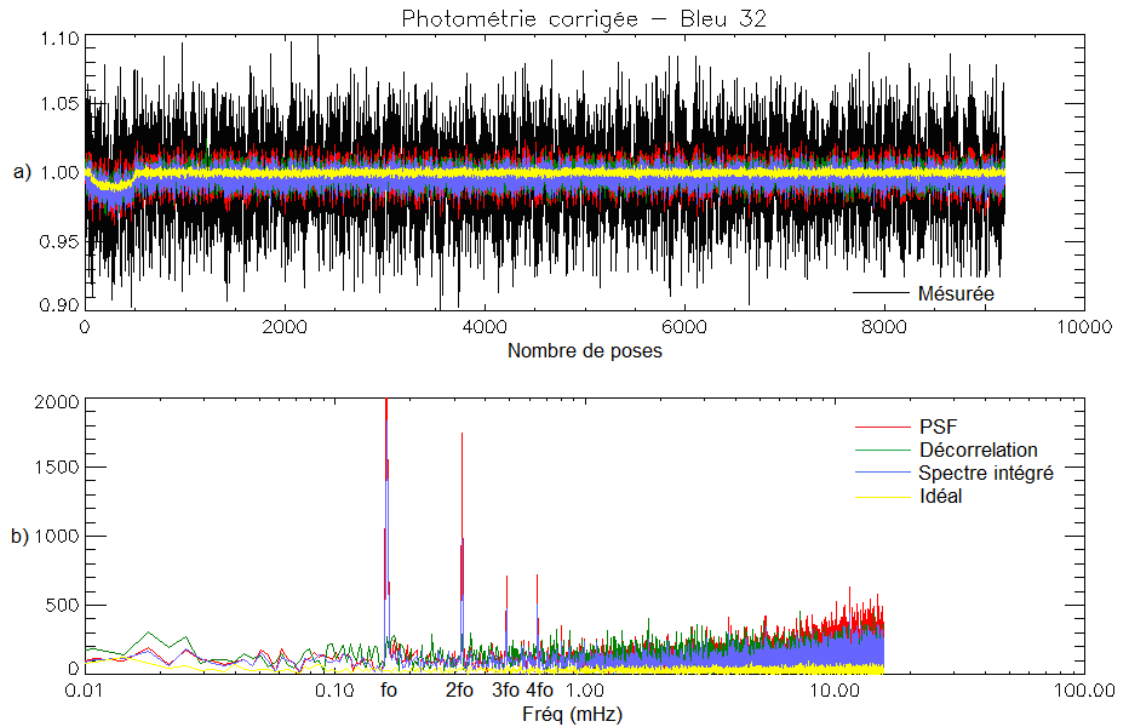 Photométrie corrigée – Bleu 32
1.10
1.05
a) 1.00
0.95
0.90
Mésurée
0 2000 4000 6000 8000 10000
Nombre de poses
2000
1500
b) 1000
500
0
PSF
Décorrelation
Spectre intégré
Idéal
0.01 0.10 fo 2fo 3fo 4fo 1.00 10.00 100.00
Fréq (mHz)